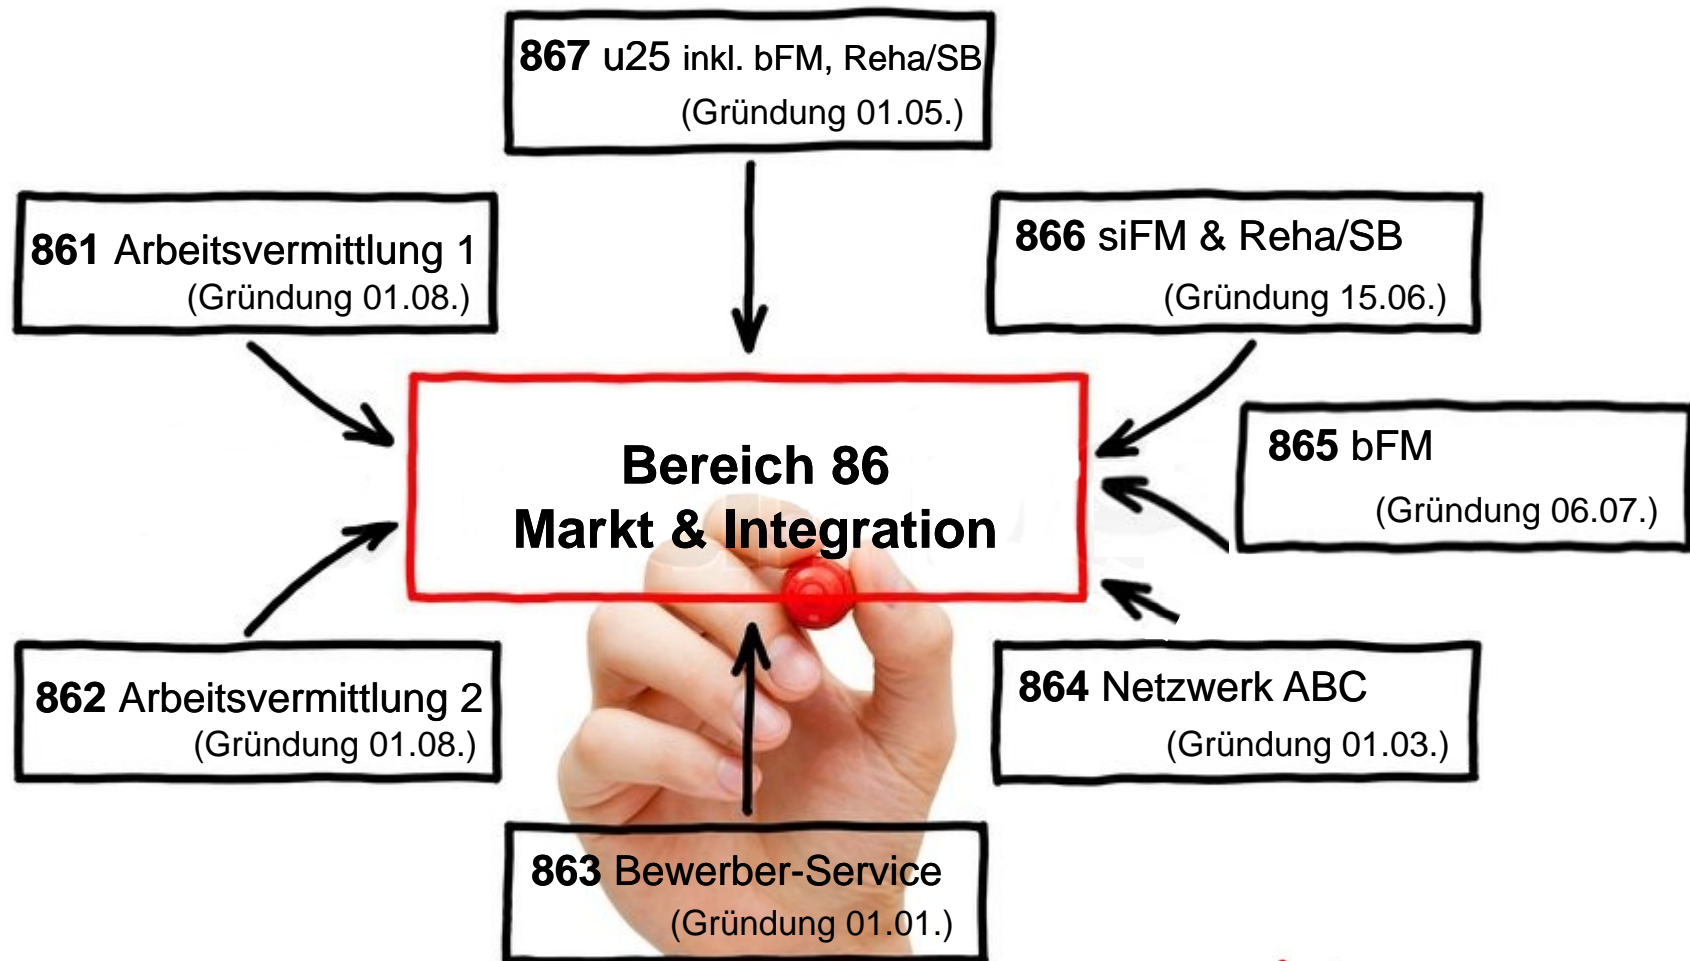 867 u25 inkl. bFM, Reha/SB
(Gründung 01.05.)
861 Arbeitsvermittlung 1
(Gründung 01.08.)
866 siFM & Reha/SB
(Gründung 15.06.)
865 bFM
(Gründung 06.07.)
Bereich 86
Markt & Integration
862 Arbeitsvermittlung 2
(Gründung 01.08.)
864 Netzwerk ABC
(Gründung 01.03.)
863 Bewerber-Service
(Gründung 01.01.)